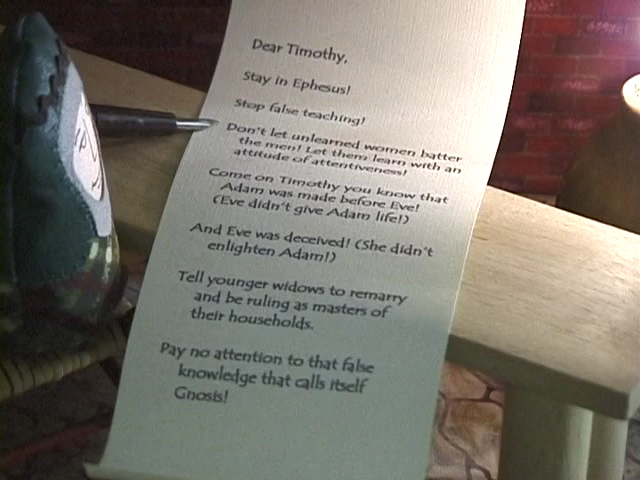 Dear Timothy,
Stay in Ephesus!
Stop false teaching!
Don't let unlearned women batter
the men! Let them learn with an
attitude of attentiveness!
Come on Timothy you know that
Adam was made before Eve!
(Eve didn't give Adam life!)
And Eve was deceived! (She didn't
enlighten Adam!)
Tell younger widows to remarry
and be ruling as masters of
their households.
Pay no attention to that false
knowledge that calls itself
Gnosis!